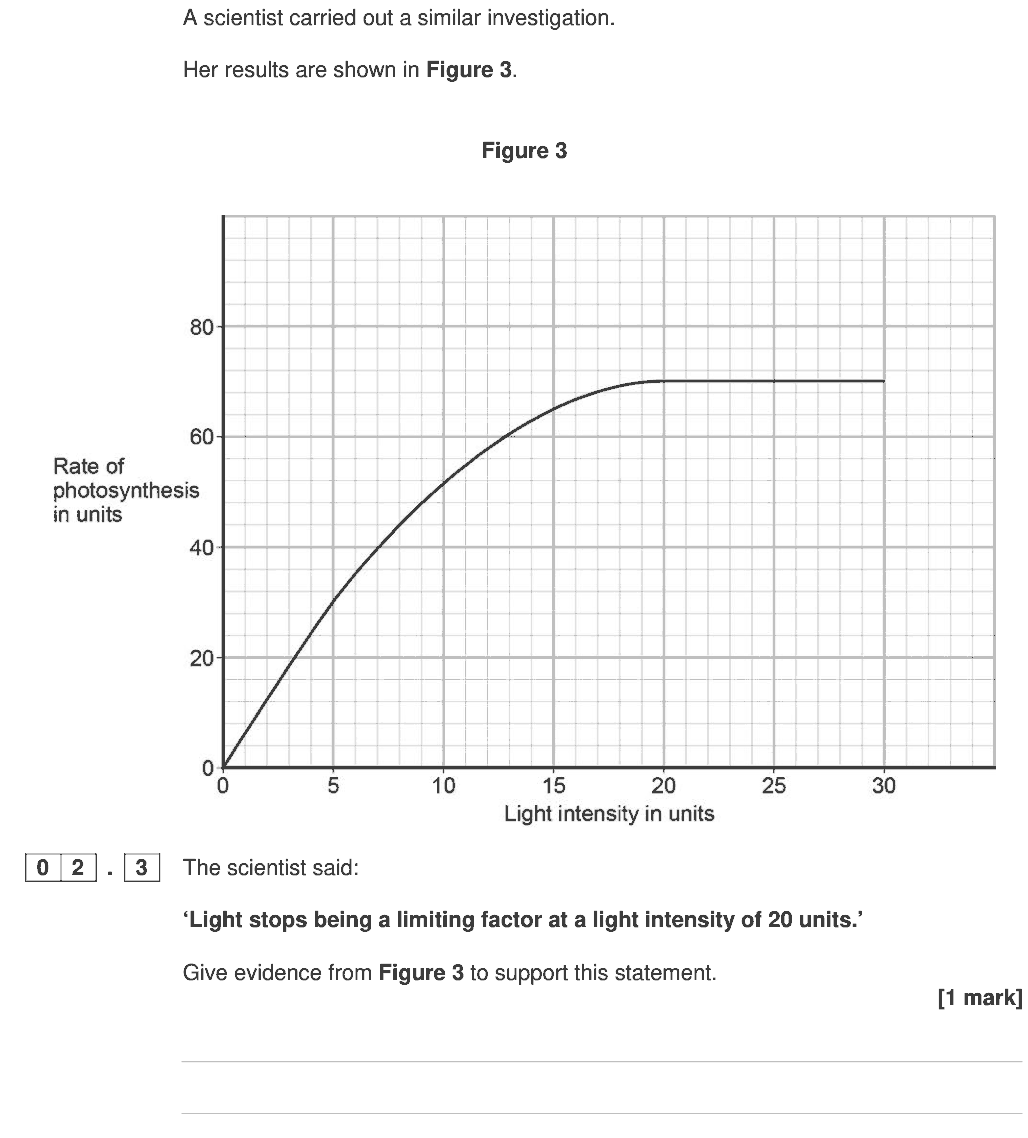 A scientist carried out a similar investigation.
Her results are shown in Figure 3.
Figure 3
80
60
Rate of
photosynthesis
in units
40
20
0
0 5 10 15 20 25 30
Light intensity in units
0 2 . 3 The scientist said:
‘Light stops being a limiting factor at a light intensity of 20 units.’
Give evidence from Figure 3 to support this statement.
[1 mark]